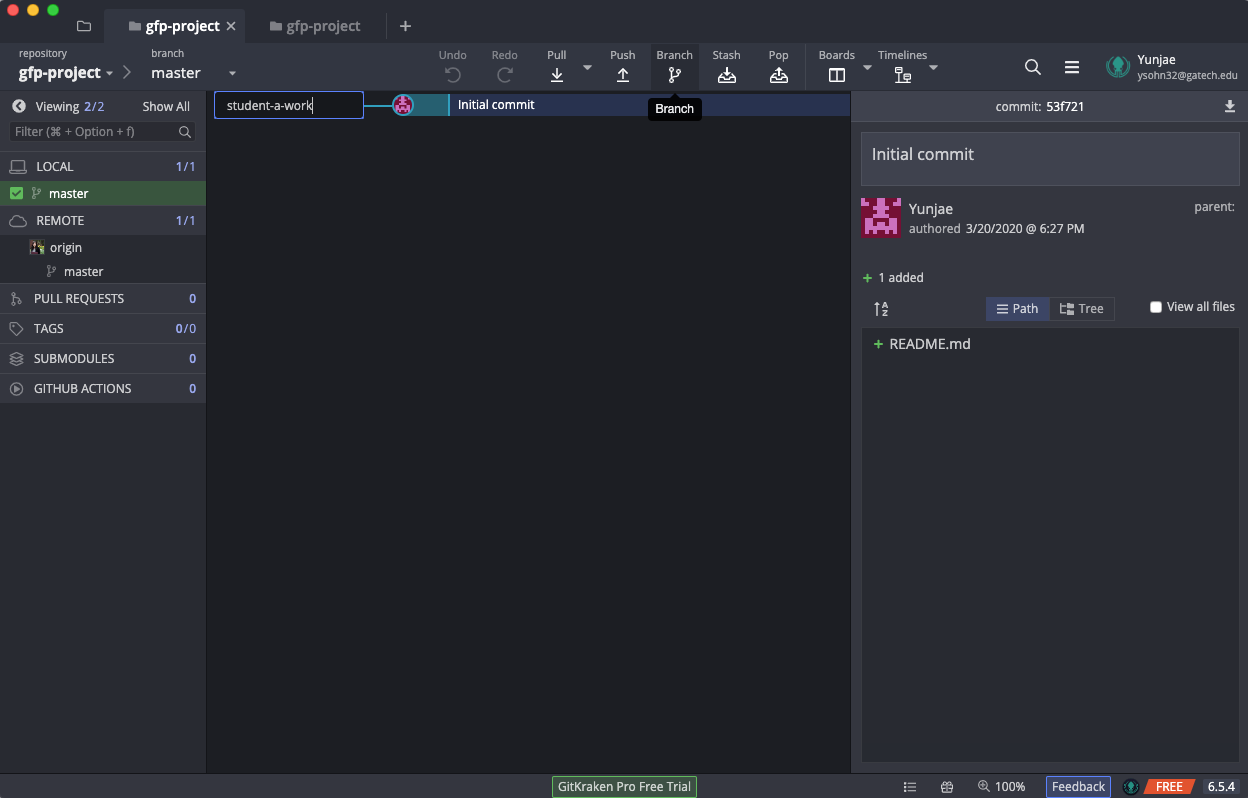 gfp-project
gfp-project
repository
gfp-project
branch
master
Undo
Redo
Pull
Push
Branch
Stash
Pop
Boards
Timelines
Yunjae
ysohn32@gatech.edu
Viewing 2/2
Show All
Filter (⌘ + Option + f)
LOCAL 1/1
master
REMOTE 1/1
origin
master
PULL REQUESTS 0
TAGS 0/0
SUBMODULES 0
GITHUB ACTIONS 0
student-a-work
Initial commit
Branch
commit: 53f721
Initial commit
Yunjae
authored 3/20/2020 @ 6:27 PM
parent:
+ 1 added
A
Z
Path
Tree
View all files
+ README.md
GitKraken Pro Free Trial
100%
Feedback
FREE
6.5.4